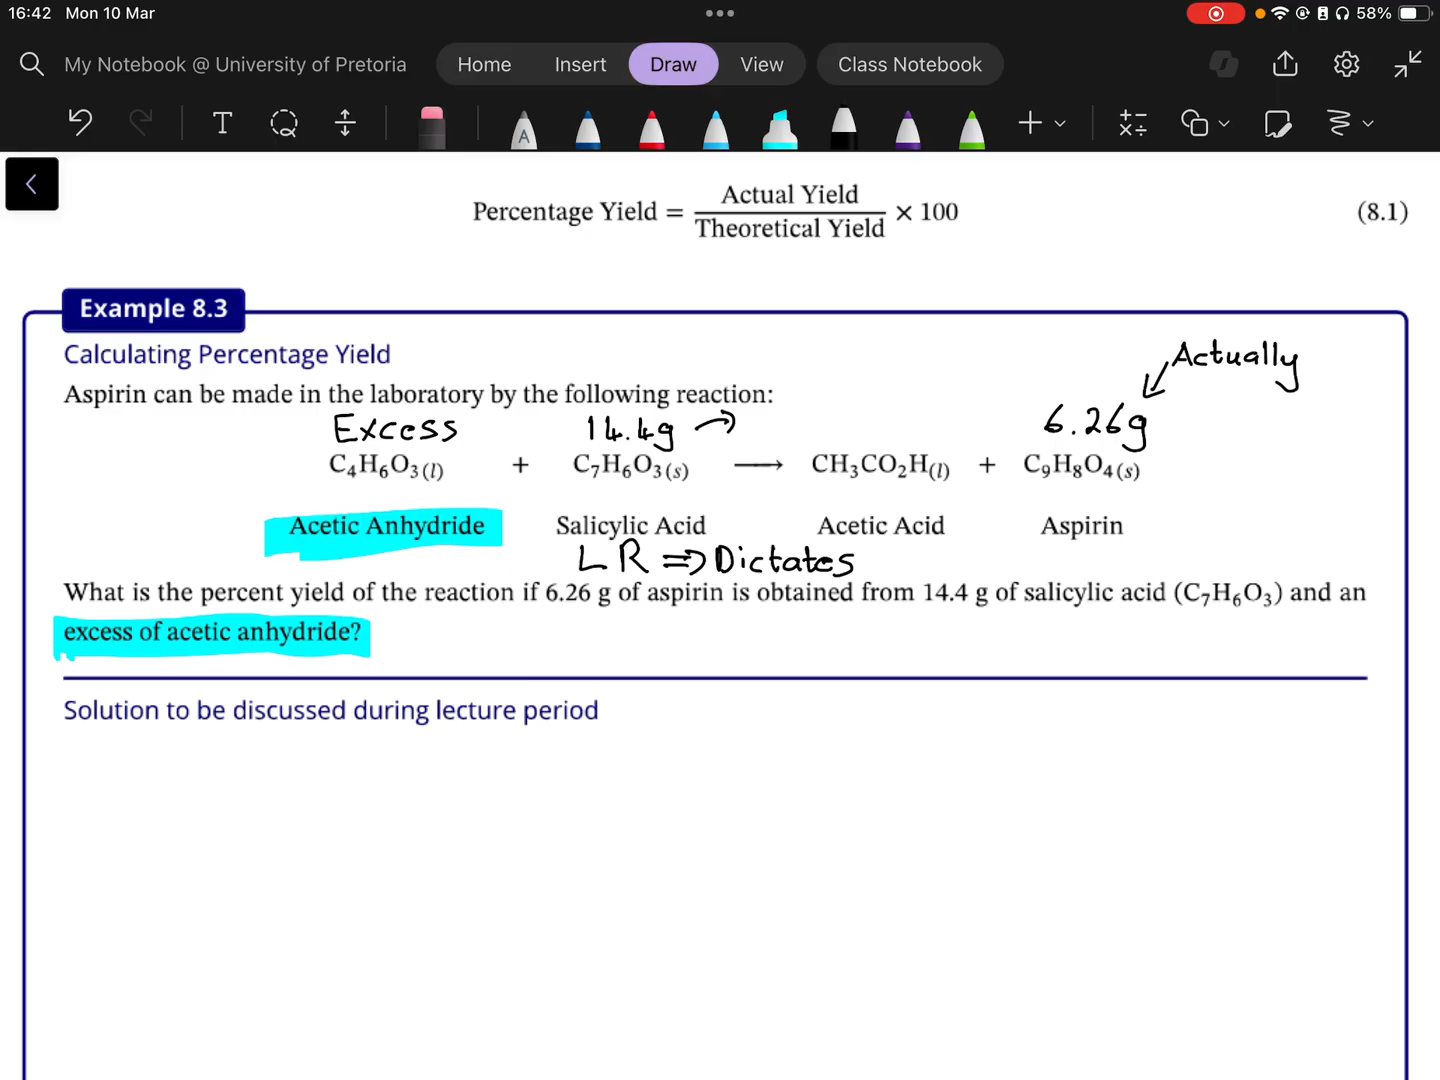 16:42 Mon 10 Mar 58%
My Notebook @ University of Pretoria Home Insert Draw View Class Notebook
T A
Percentage Yield = Actual Yield / Theoretical Yield × 100 (8.1)
Example 8.3
Calculating Percentage Yield
Actually
Aspirin can be made in the laboratory by the following reaction:
Excess 14.4g 6.26g
C₄H₆O₃(l) + C₇H₆O₃(s) ⟶ CH₃CO₂H(l) + C₉H₈O₄(s)
Acetic Anhydride Salicylic Acid Acetic Acid Aspirin
LR ⇒ Dictates
What is the percent yield of the reaction if 6.26 g of aspirin is obtained from 14.4 g of salicylic acid (C₇H₆O₃) and an
excess of acetic anhydride?
Solution to be discussed during lecture period